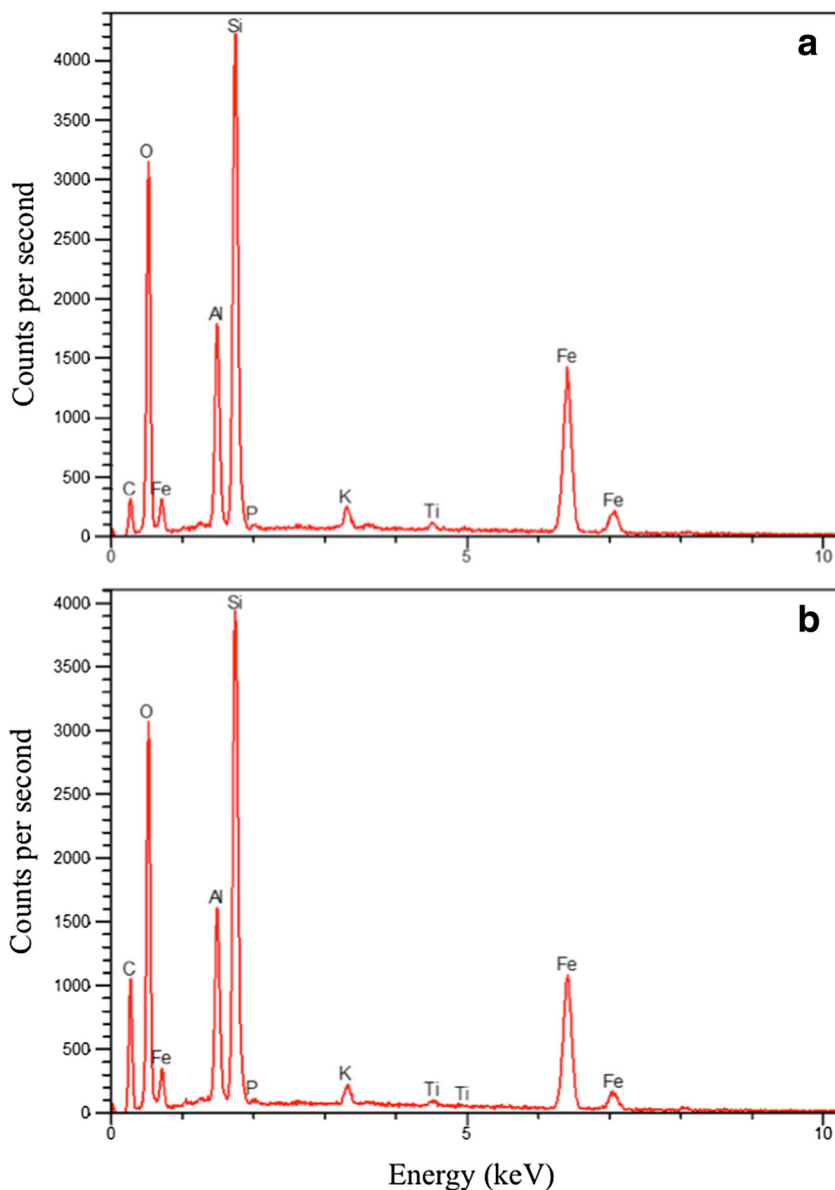 a
Si
4000
3500
O
3000
2500
Counts per second
2000
Al
1500
Fe
1000
500
C Fe
P
K
Ti
Fe
0
0 5 10
b
Si
4000
3500
O
3000
2500
Counts per second
2000
Al
1500
C
Fe
1000
500
Fe
P
K
Ti Ti
Fe
0
0 5 10
Energy (keV)